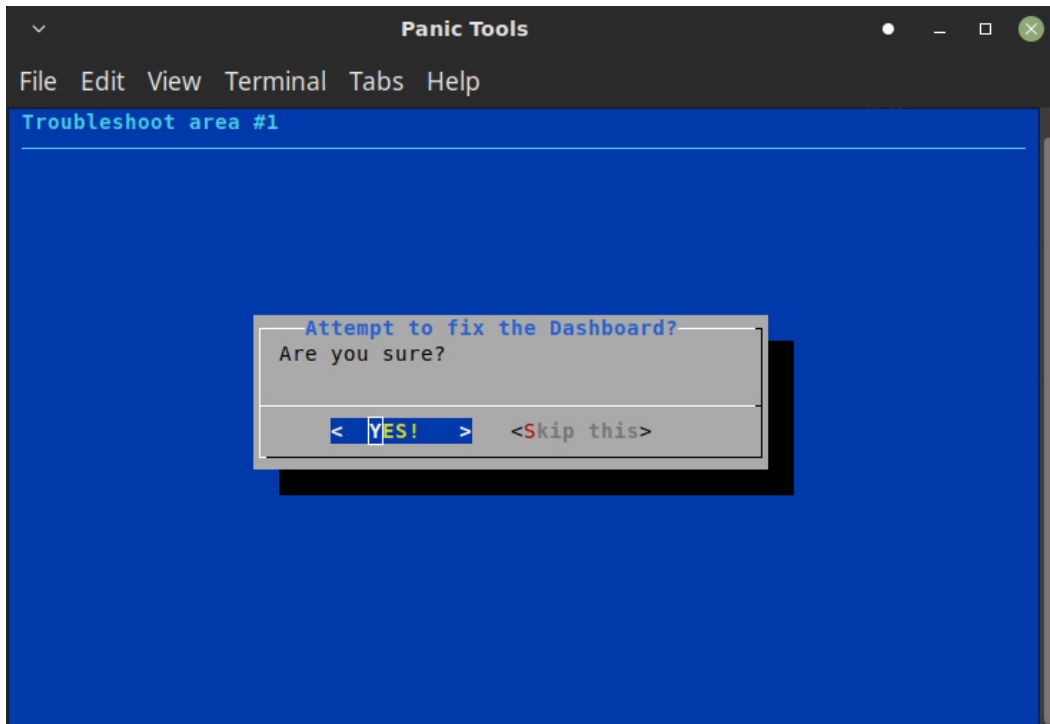 Panic Tools
File Edit View Terminal Tabs Help
Troubleshoot area #1
Attempt to fix the Dashboard?
Are you sure?
< YES! > <Skip this>